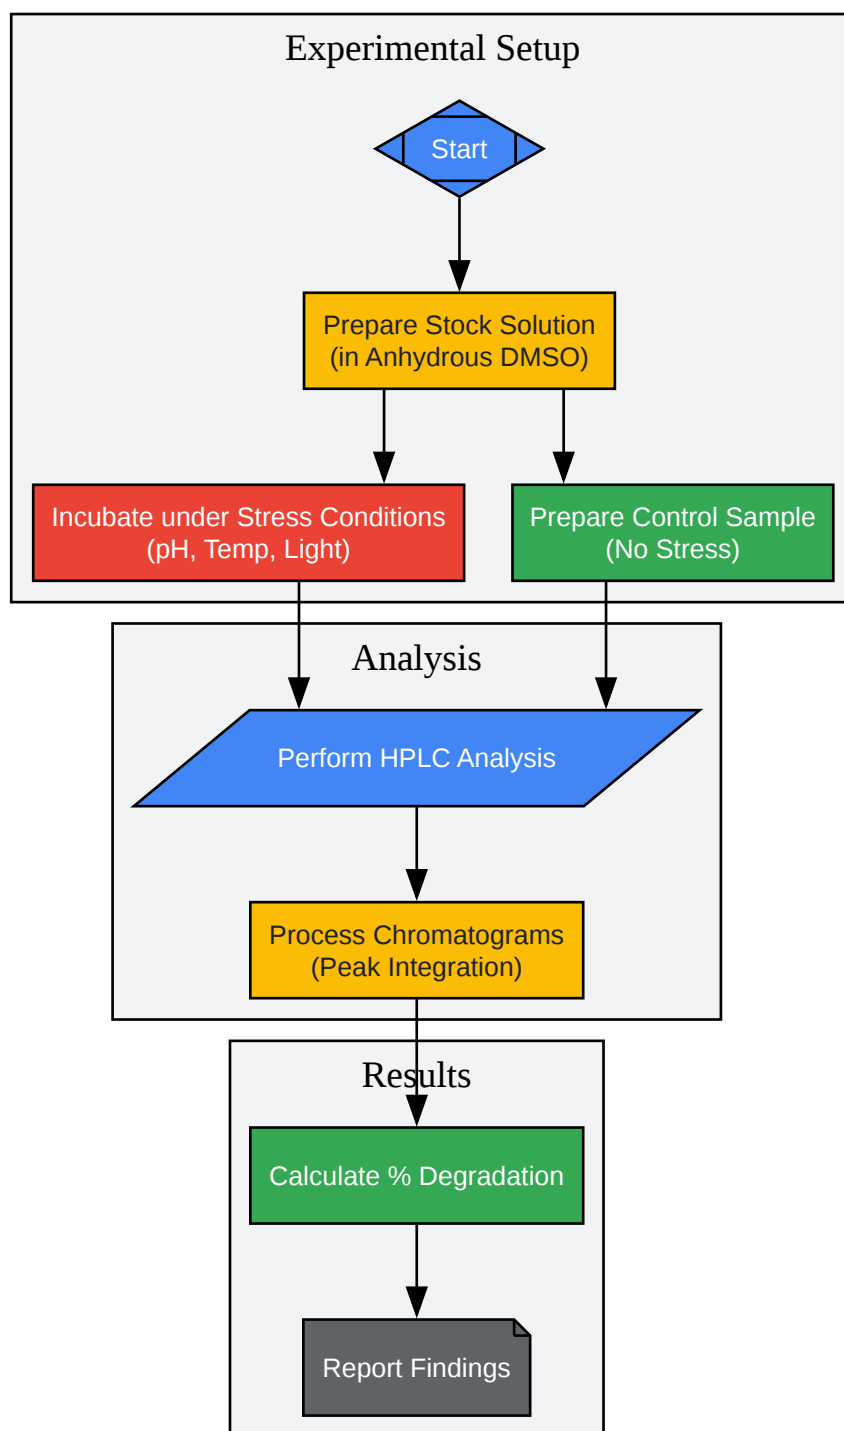 Experimental Setup
Start
Prepare Stock Solution
(in Anhydrous DMSO)
Incubate under Stress Conditions
(pH, Temp, Light)
Prepare Control Sample
(No Stress)
Analysis
Perform HPLC Analysis
Process Chromatograms
(Peak Integration)
Results
Calculate % Degradation
Report Findings